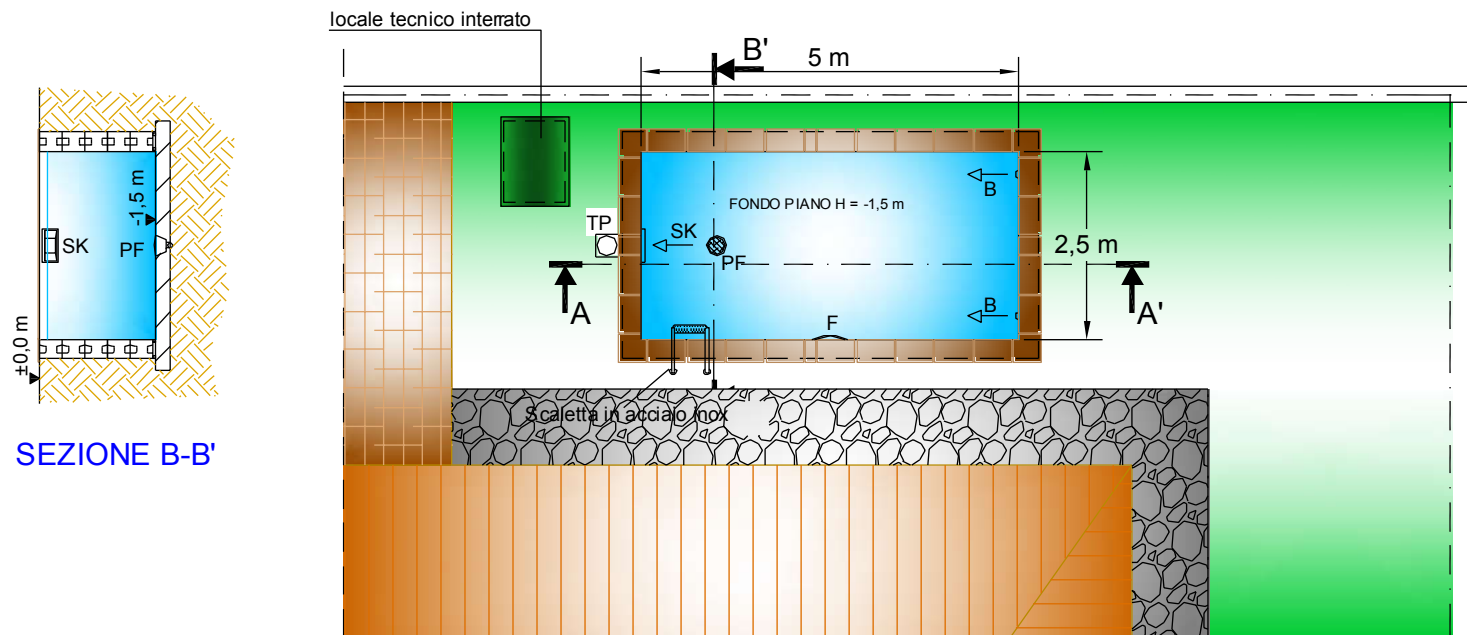 locale tecnico interrato
B'
5 m
-1,5 m
SK
PF
±0,0 m
SEZIONE B-B'
B
FONDO PIANO H = -1,5 m
TP
SK
PF
2,5 m
A
A'
B
F
Scaletta in acciaio inox